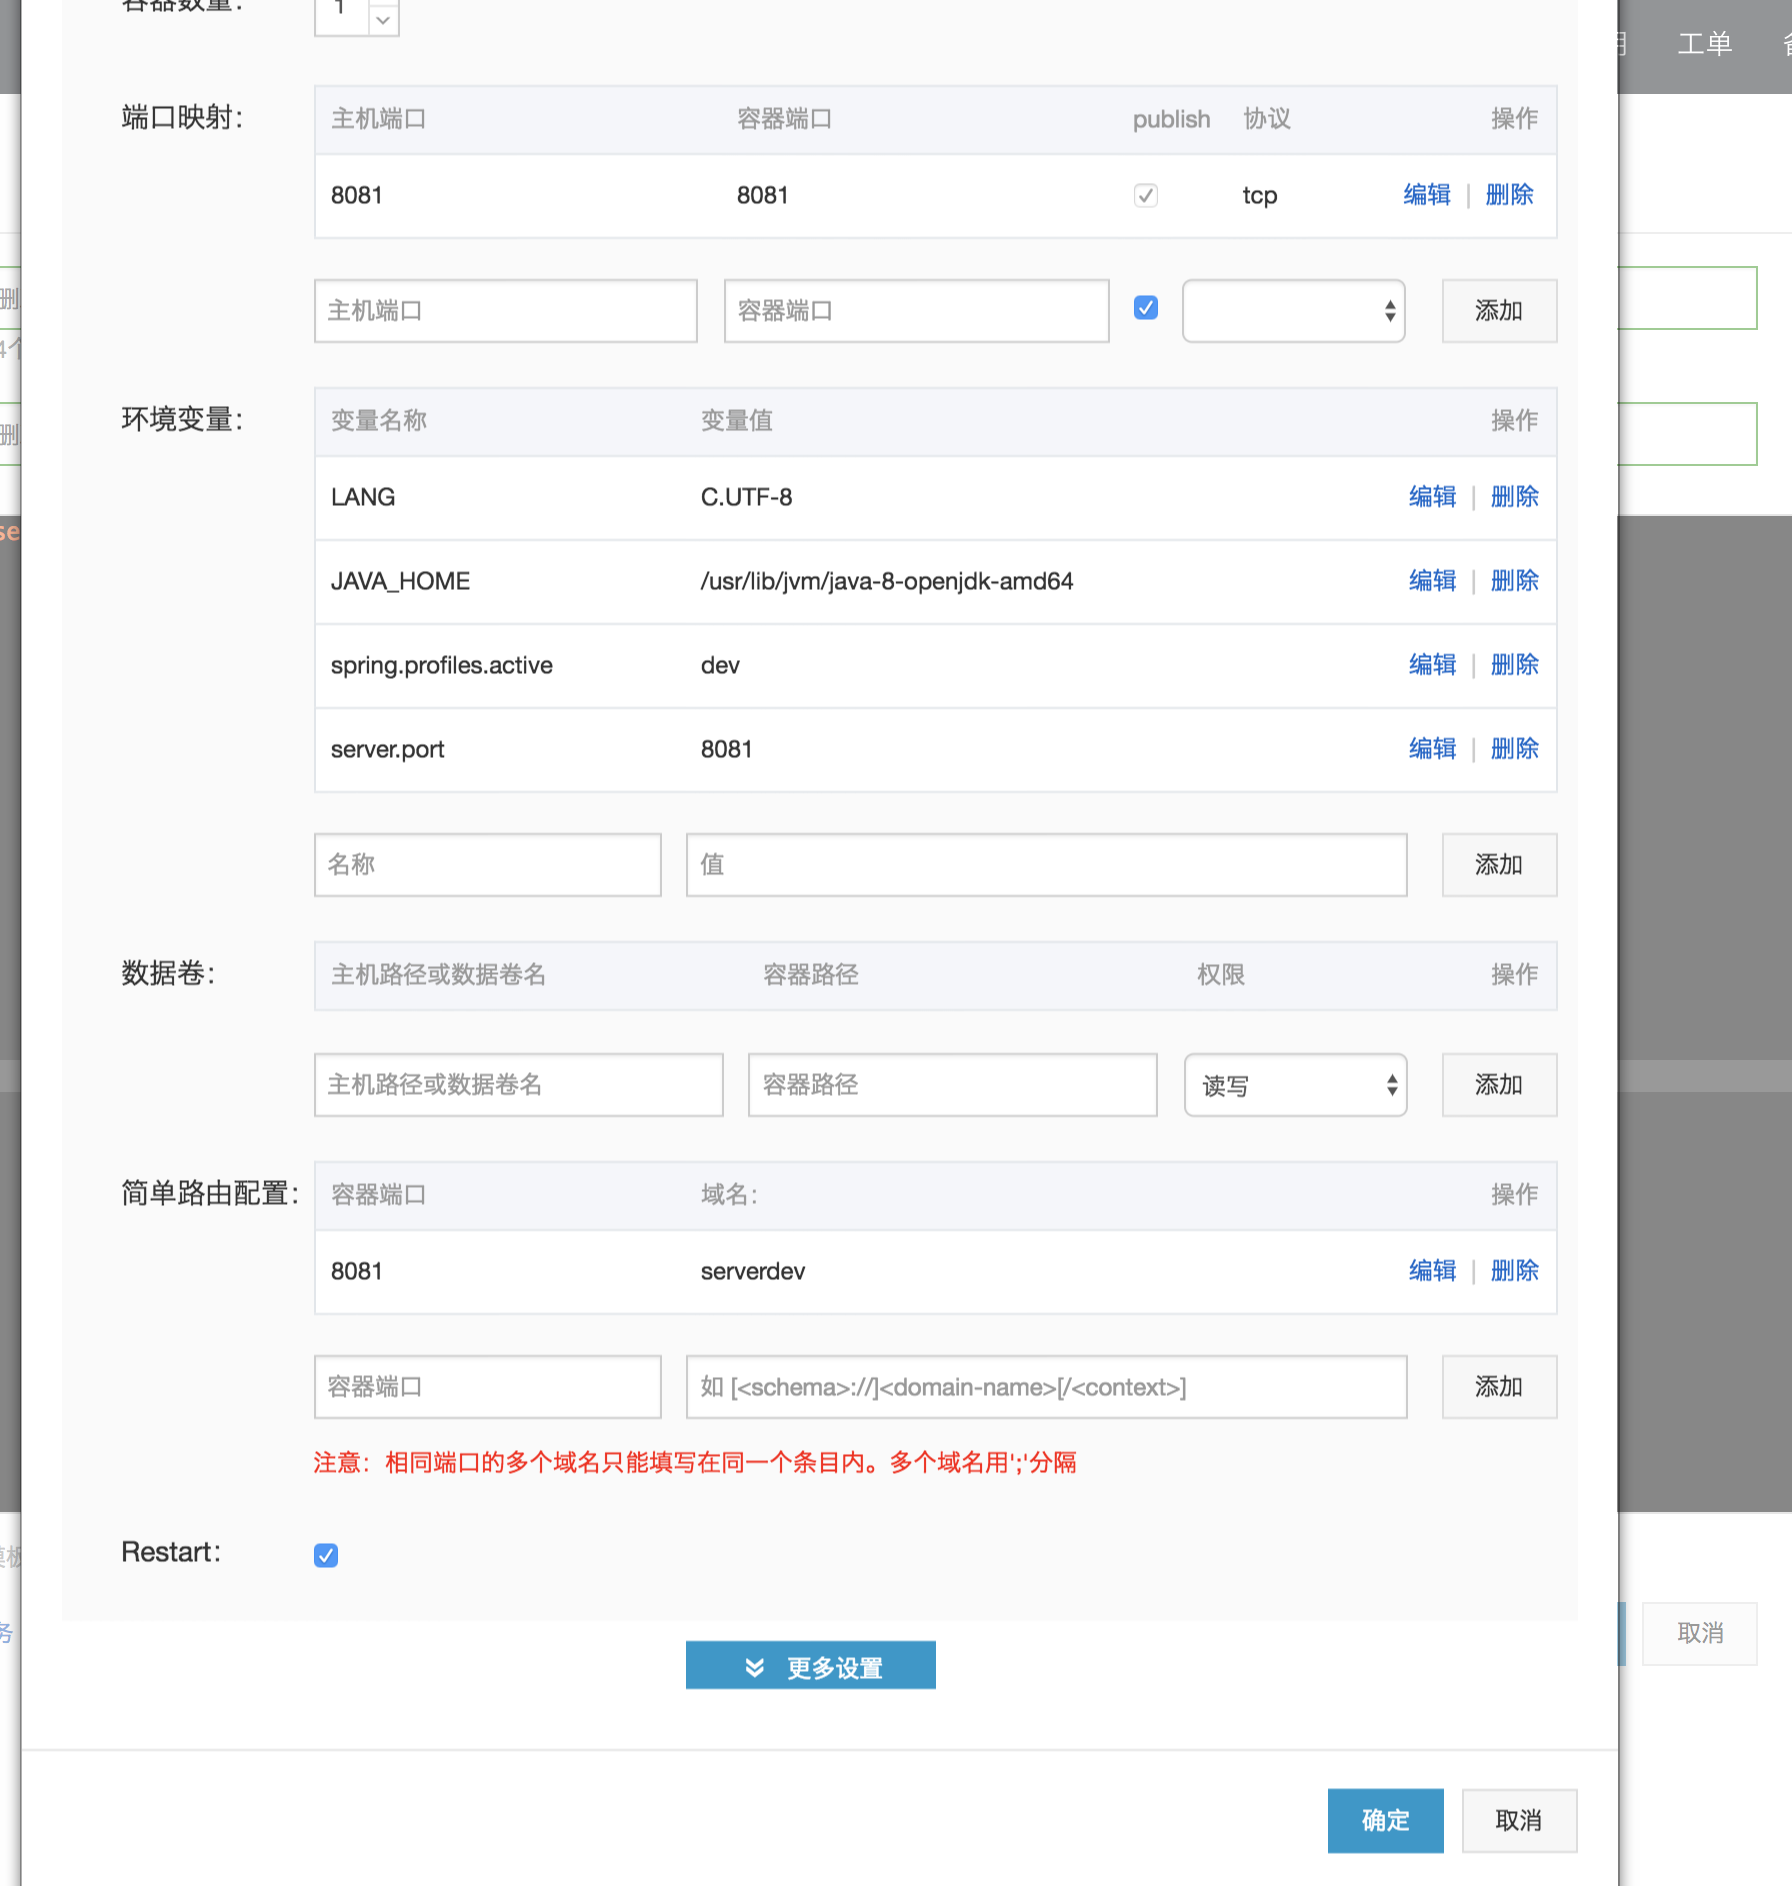 容器数量：
1
工单
端口映射：
主机端口 容器端口 publish 协议 操作
8081 8081 tcp 编辑 | 删除
主机端口 容器端口 添加
环境变量：
变量名称 变量值 操作
LANG C.UTF-8 编辑 | 删除
JAVA_HOME /usr/lib/jvm/java-8-openjdk-amd64 编辑 | 删除
spring.profiles.active dev 编辑 | 删除
server.port 8081 编辑 | 删除
名称 值 添加
数据卷：
主机路径或数据卷名 容器路径 权限 操作
主机路径或数据卷名 容器路径 读写 添加
简单路由配置：
容器端口 域名： 操作
8081 serverdev 编辑 | 删除
容器端口 如 [<schema>://]<domain-name>[/<context>] 添加
注意：相同端口的多个域名只能填写在同一个条目内。多个域名用';'分隔
Restart：
更多设置
取消
确定 取消